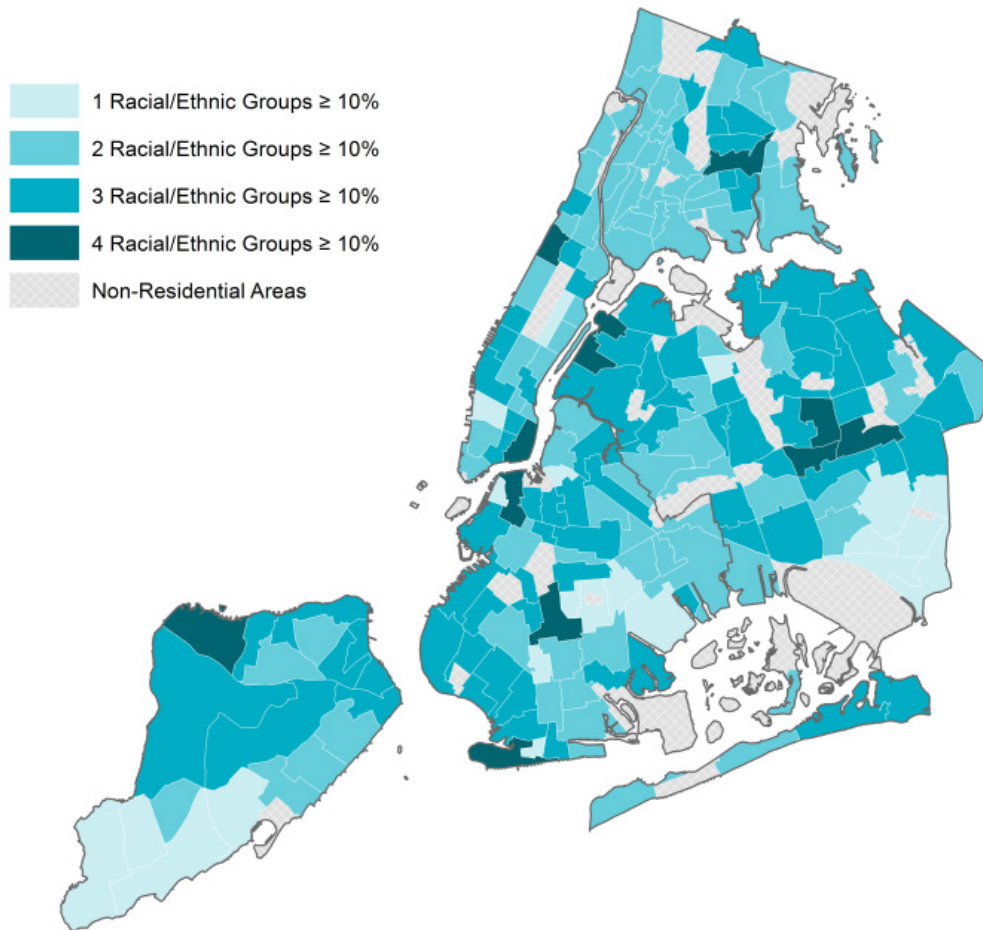 1 Racial/Ethnic Groups ≥ 10%
2 Racial/Ethnic Groups ≥ 10%
3 Racial/Ethnic Groups ≥ 10%
4 Racial/Ethnic Groups ≥ 10%
Non-Residential Areas